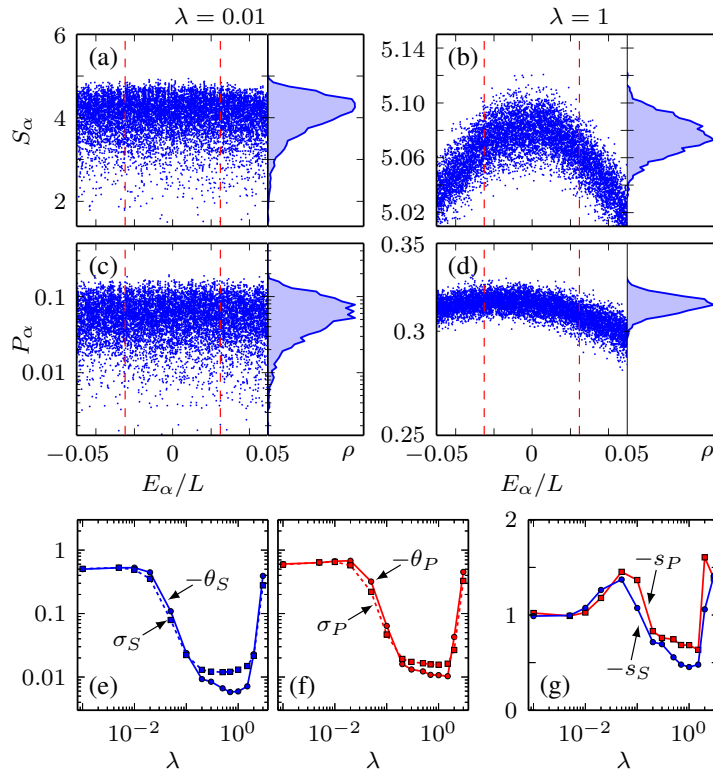 λ = 0.01
λ = 1
(a)
6
4
2
S_α
(b)
5.14
5.10
5.06
5.02
(c)
0.1
0.01
P_α
−0.05
0
0.05
ρ
E_α/L
(d)
0.35
0.3
0.25
−0.05
0
0.05
ρ
E_α/L
1
0.1
0.01
−θ_S
σ_S
(e)
10^−2
10^0
λ
−θ_P
σ_P
(f)
10^−2
10^0
λ
2
1
0
−s_P
−s_S
(g)
10^−2
10^0
λ